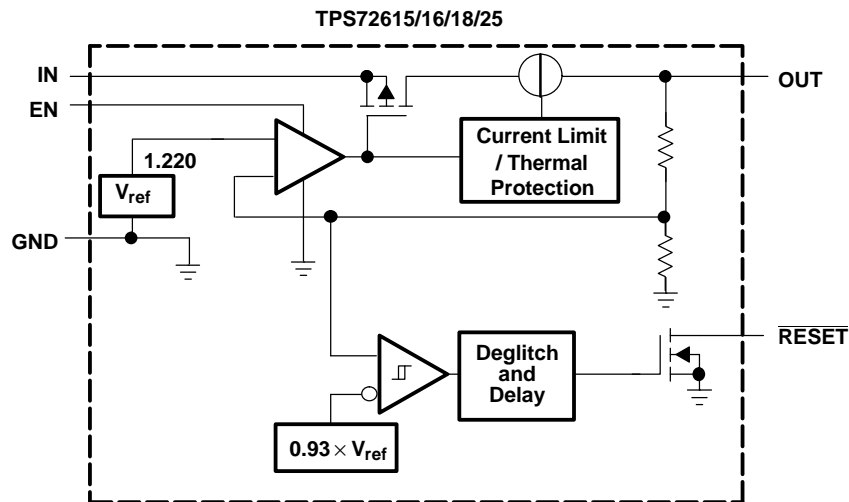 TPS72615/16/18/25
IN
OUT
EN
Current Limit
/ Thermal
Protection
1.220
Vref
GND
RESET
Deglitch
and
Delay
0.93 × Vref